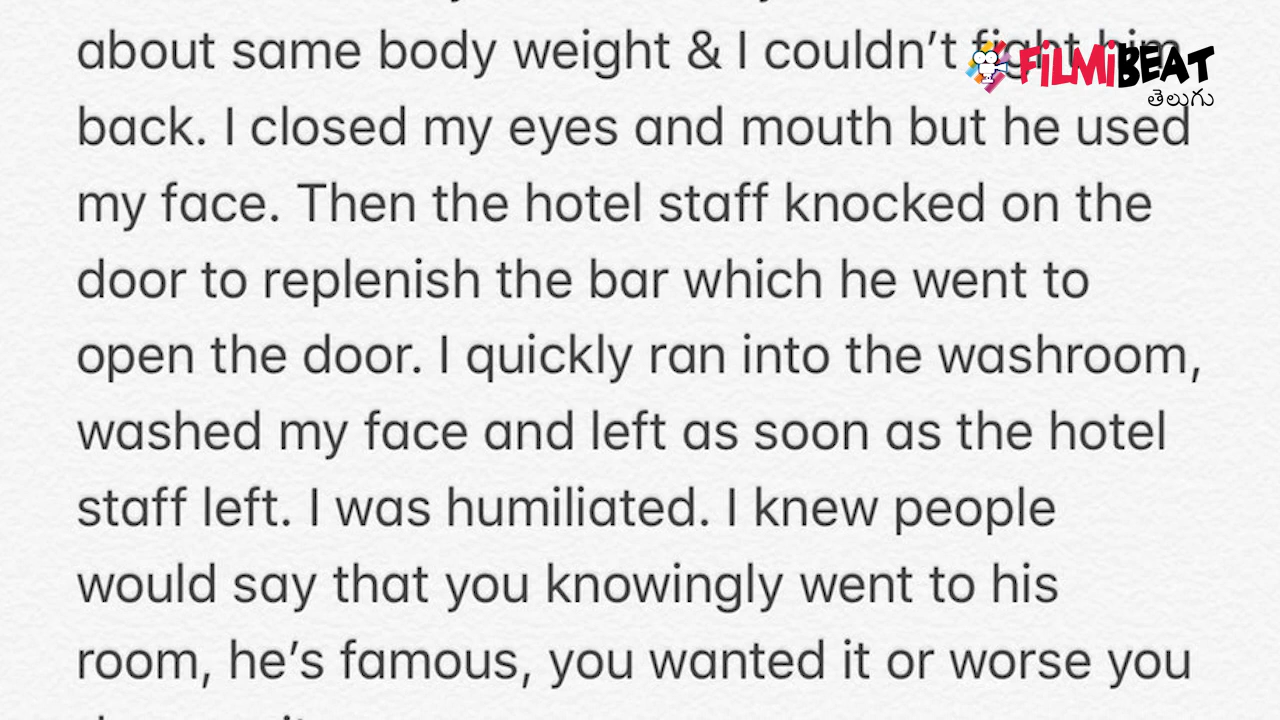 about same body weight & I couldn’t fight him
back. I closed my eyes and mouth but he used
my face. Then the hotel staff knocked on the
door to replenish the bar which he went to
open the door. I quickly ran into the washroom,
washed my face and left as soon as the hotel
staff left. I was humiliated. I knew people
would say that you knowingly went to his
room, he’s famous, you wanted it or worse you
FiLMiBEAT
తెలుగు